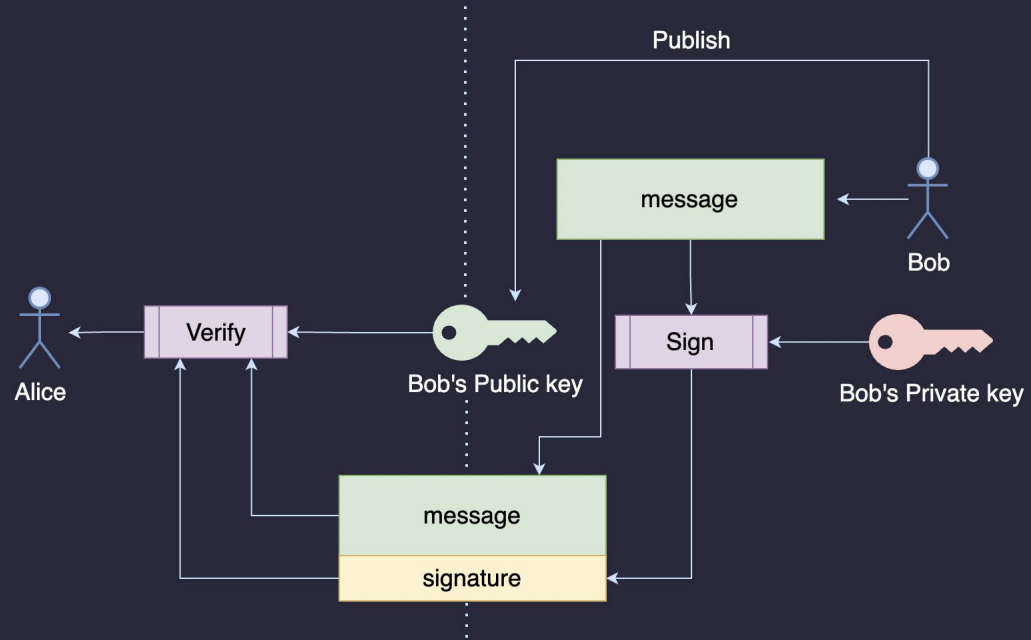 Publish
message
Bob
Verify
Sign
Alice
Bob's Public key
Bob's Private key
message
signature